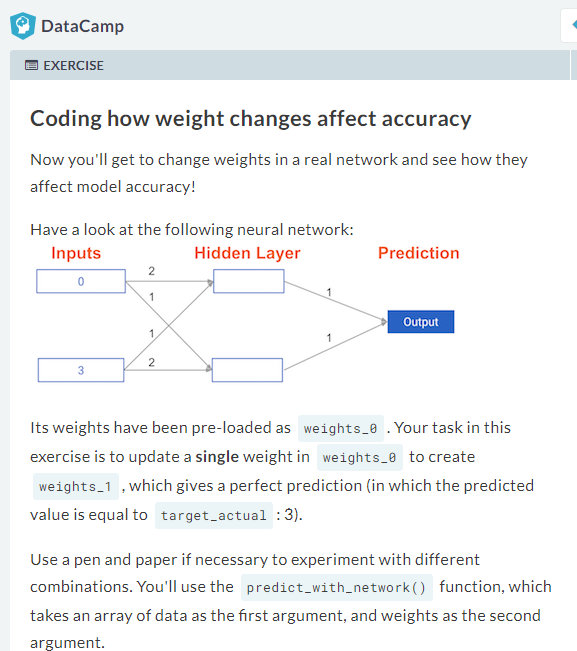 DataCamp
EXERCISE
Coding how weight changes affect accuracy
Now you'll get to change weights in a real network and see how they
affect model accuracy!
Have a look at the following neural network:
Inputs Hidden Layer Prediction
2
0
1
1
Output
1
1
2
3
Its weights have been pre-loaded as weights_0 . Your task in this
exercise is to update a single weight in weights_0 to create
weights_1 , which gives a perfect prediction (in which the predicted
value is equal to target_actual : 3).
Use a pen and paper if necessary to experiment with different
combinations. You'll use the predict_with_network() function, which
takes an array of data as the first argument, and weights as the second
argument.